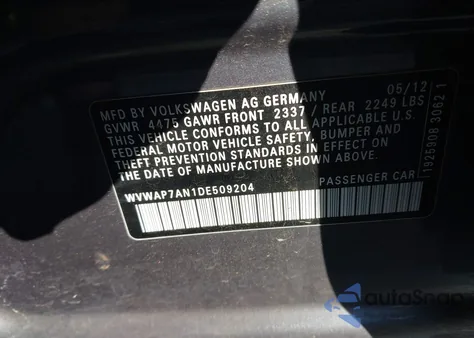 MFD BY VOLKSWAGEN AG GERMANY 05/12
GVWR 4475 GAWR FRONT 2337 / REAR 2249 LBS
THIS VEHICLE CONFORMS TO ALL APPLICABLE U.S.
FEDERAL MOTOR VEHICLE SAFETY, BUMPER AND
THEFT PREVENTION STANDARDS IN EFFECT ON
THE DATE OF MANUFACTURE SHOWN ABOVE.
WVWAP7AN1DE509204 PASSENGER CAR
1925908 3062 1
autoSnap